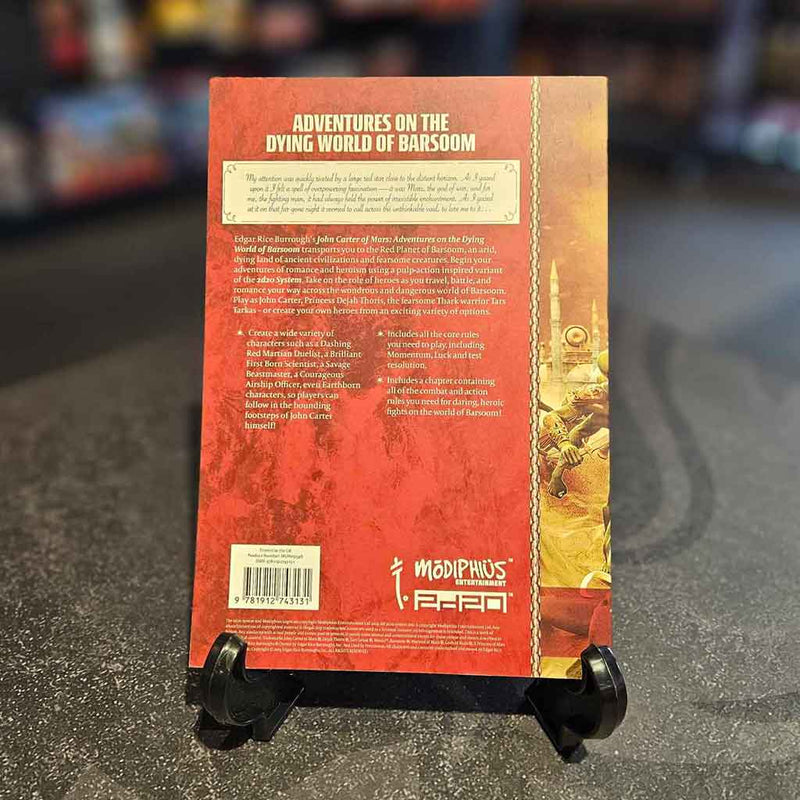 ADVENTURES ON THE
DYING WORLD OF BARSOOM
My attention was quickly riveted by a large red star close to the distant horizon. As I gazed
upon it I felt a spell of overpowering fascination — it was Mars, the god of war, and for
me, the fighting man, it had always held the power of irresistible enchantment. As I gazed
at it on that far-gone night it seemed to call across the unthinkable void, to lure me to it . . .
Edgar Rice Burrough's John Carter of Mars: Adventures on the Dying
World of Barsoom transports you to the Red Planet of Barsoom, an arid,
dying land of ancient civilizations and fearsome creatures. Begin your
adventures of romance and heroism using a pulp-action inspired variant
of the 2d20 System. Take on the role of heroes as you travel, battle, and
romance your way across the wondrous and dangerous world of Barsoom.
Play as John Carter, Princess Dejah Thoris, the fearsome Thark warrior Tars
Tarkas – or create your own heroes from an exciting variety of options.
Create a wide variety of
characters such as a Dashing
Red Martian Duelist, a Brilliant
First Born Scientist, a Savage
Beastmaster, a Courageous
Airship Officer, even Earthborn
characters, so players can
follow in the bounding
footsteps of John Carter
himself!
Includes all the core rules
you need to play, including
Momentum, Luck and test
resolution.
Includes a chapter containing
all of the combat and action
rules you need for daring, heroic
fights on the world of Barsoom!
Printed in the UK
9 781912 743131
MŌDIPHIÜS™
ENTERTAINMENT